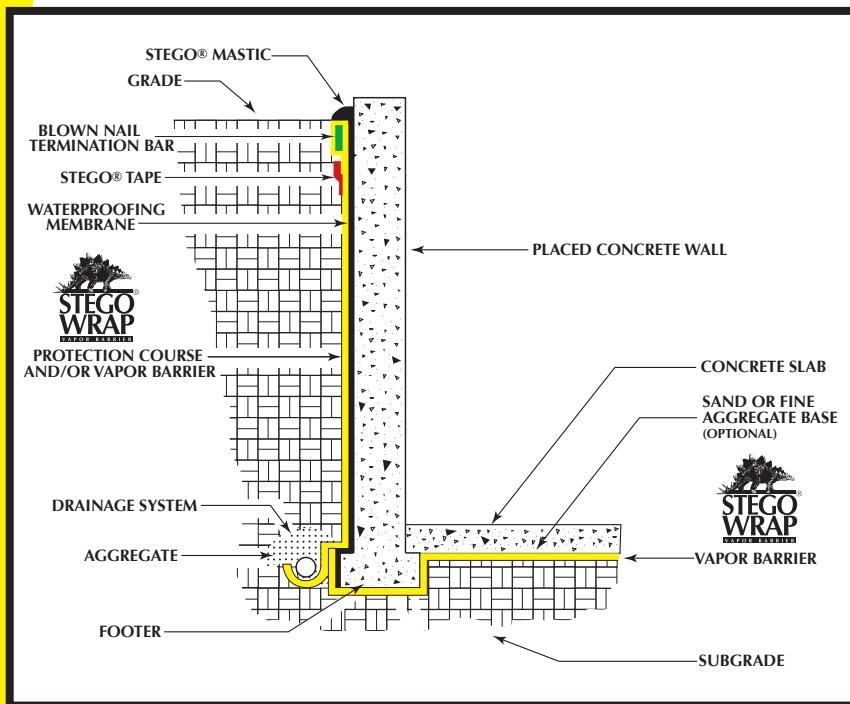 STEGO® MASTIC
GRADE
BLOWN NAIL
TERMINATION BAR
STEGO® TAPE
WATERPROOFING
MEMBRANE
PLACED CONCRETE WALL
STEGO®
WRAP
VAPOR BARRIER
PROTECTION COURSE
AND/OR VAPOR BARRIER
CONCRETE SLAB
SAND OR FINE
AGGREGATE BASE
(OPTIONAL)
STEGO®
WRAP
VAPOR BARRIER
DRAINAGE SYSTEM
AGGREGATE
VAPOR BARRIER
FOOTER
SUBGRADE